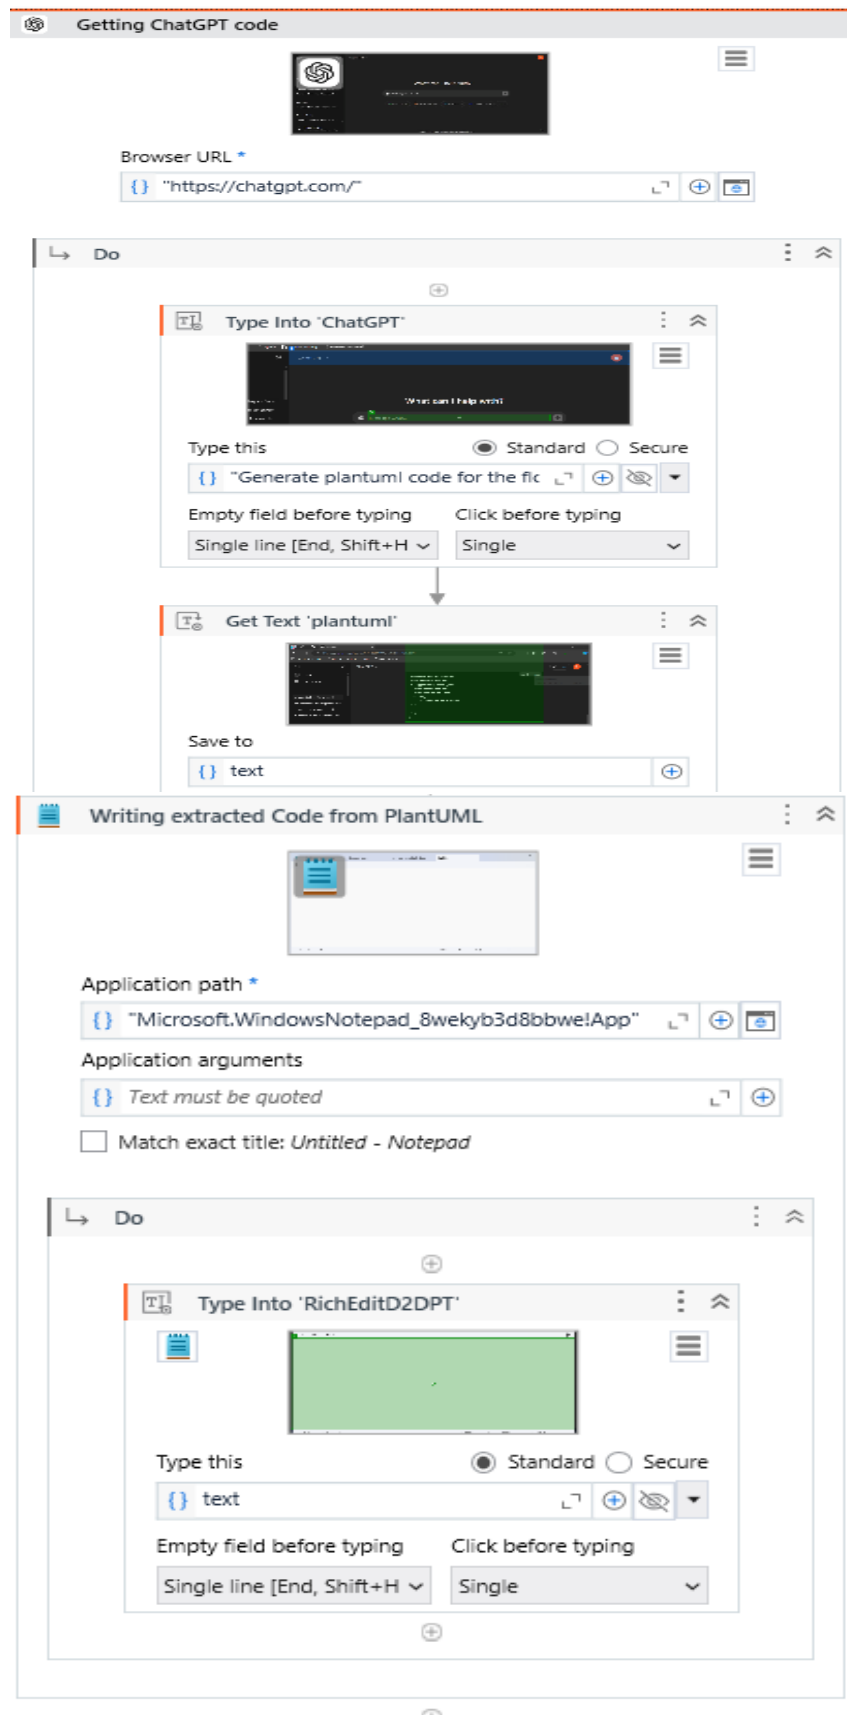 Getting ChatGPT code
Browser URL *
{} "https://chatgpt.com/"
Do
Type Into 'ChatGPT'
What can I help with?
Type this Standard Secure
{} "Generate plantuml code for the flc
Empty field before typing Click before typing
Single line [End, Shift+H Single
Get Text 'plantuml'
Save to
{} text
Writing extracted Code from PlantUML
Application path *
{} "Microsoft.WindowsNotepad_8wekyb3d8bbwe!App"
Application arguments
{} Text must be quoted
Match exact title: Untitled - Notepad
Do
Type Into 'RichEditD2DPT'
Type this Standard Secure
{} text
Empty field before typing Click before typing
Single line [End, Shift+H Single